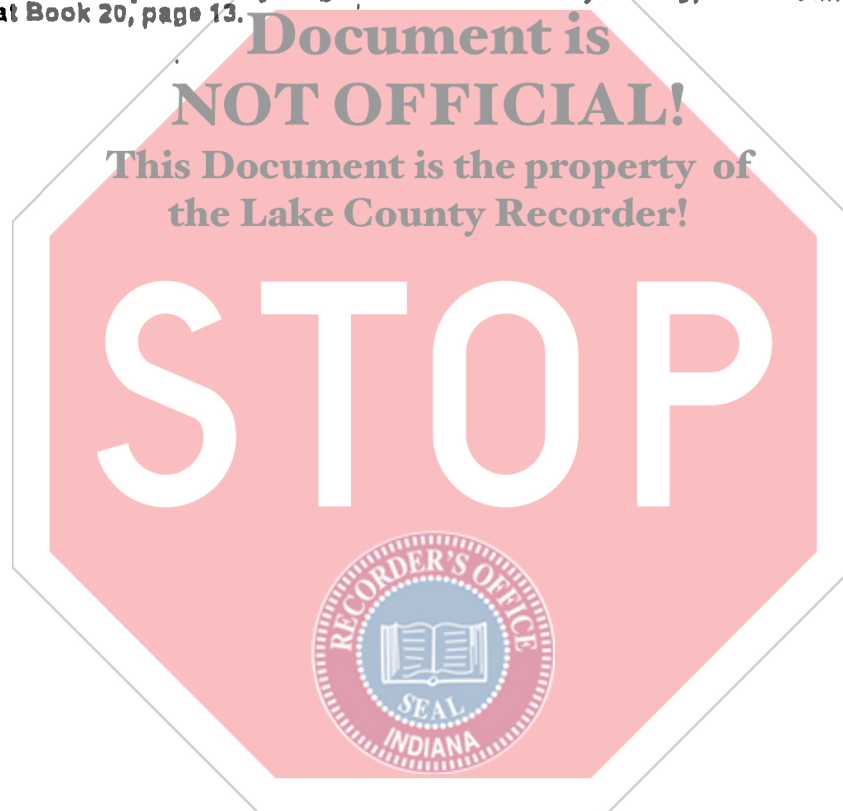 at Book 20, page 13.
Document is
NOT OFFICIAL!
This Document is the property of
the Lake County Recorder!
STOP
RECORDER'S OFFICE
SEAL
INDIANA